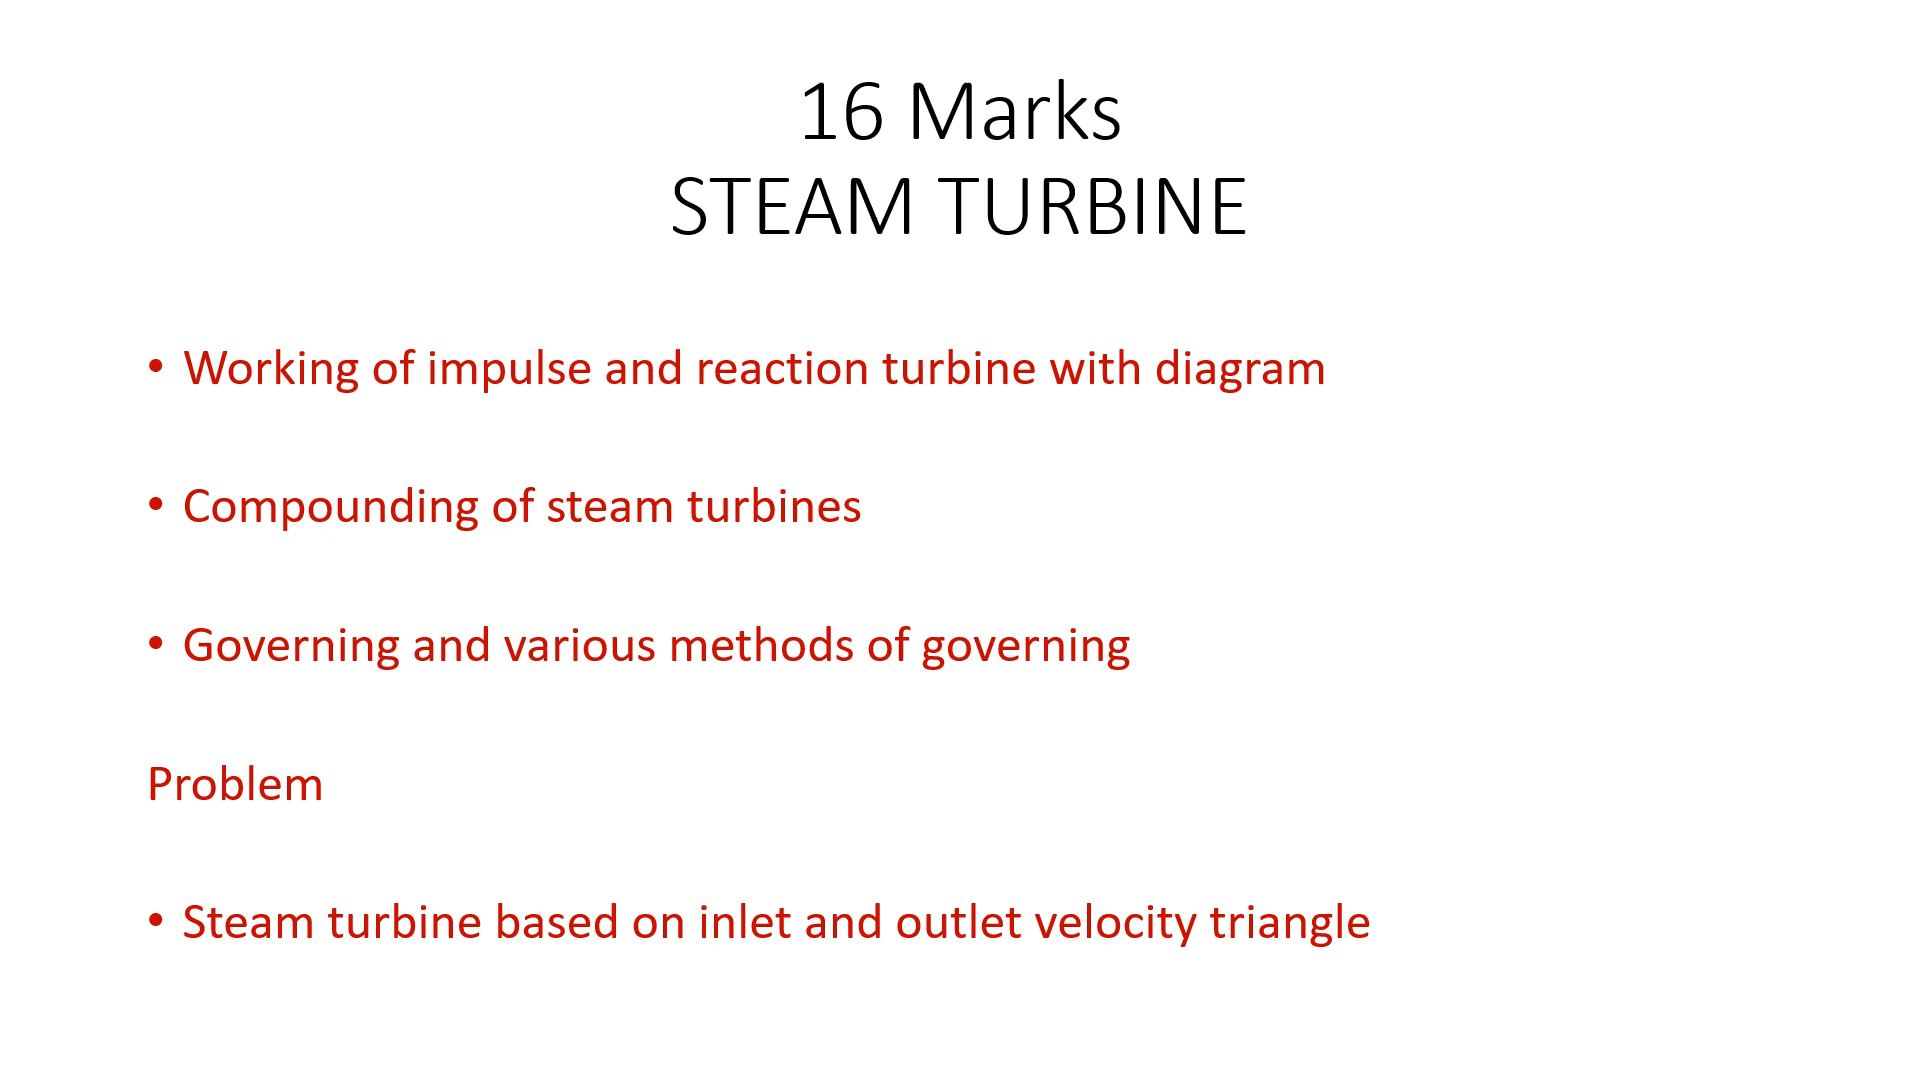 16 Marks
STEAM TURBINE
• Working of impulse and reaction turbine with diagram
• Compounding of steam turbines
• Governing and various methods of governing
Problem
• Steam turbine based on inlet and outlet velocity triangle